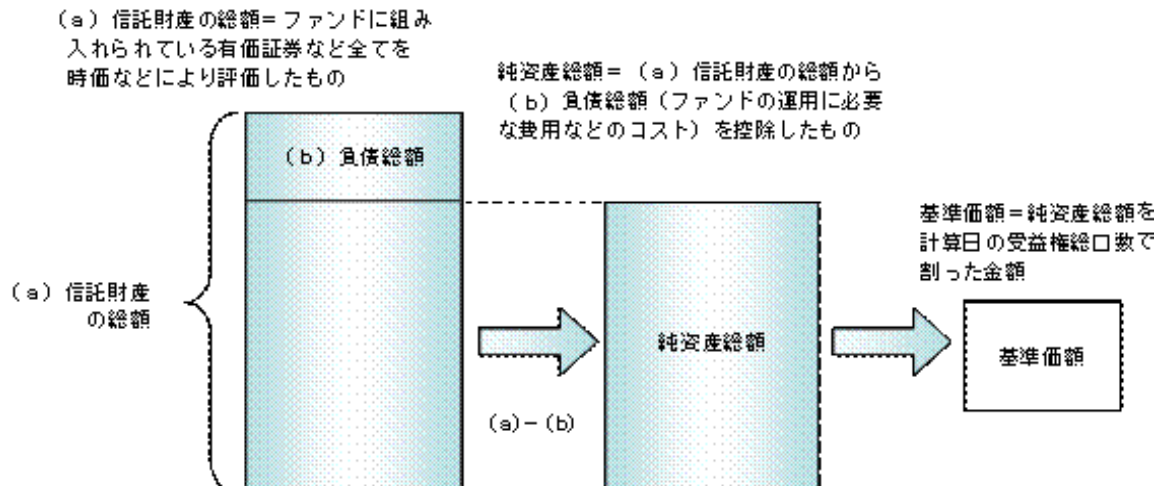 (a)信託財産の総額=ファンドに組み
入れられている有価証券など全てを
時価などにより評価したもの
純資産総額=(a)信託財産の総額から
(b)負債総額(ファンドの運用に必要
な費用などのコスト)を控除したもの
(b)負債総額
基準価額=純資産総額を
計算日の受益権総口数で
割った金額
(a)信託財産
の総額
純資産総額
基準価額
(a)-(b)